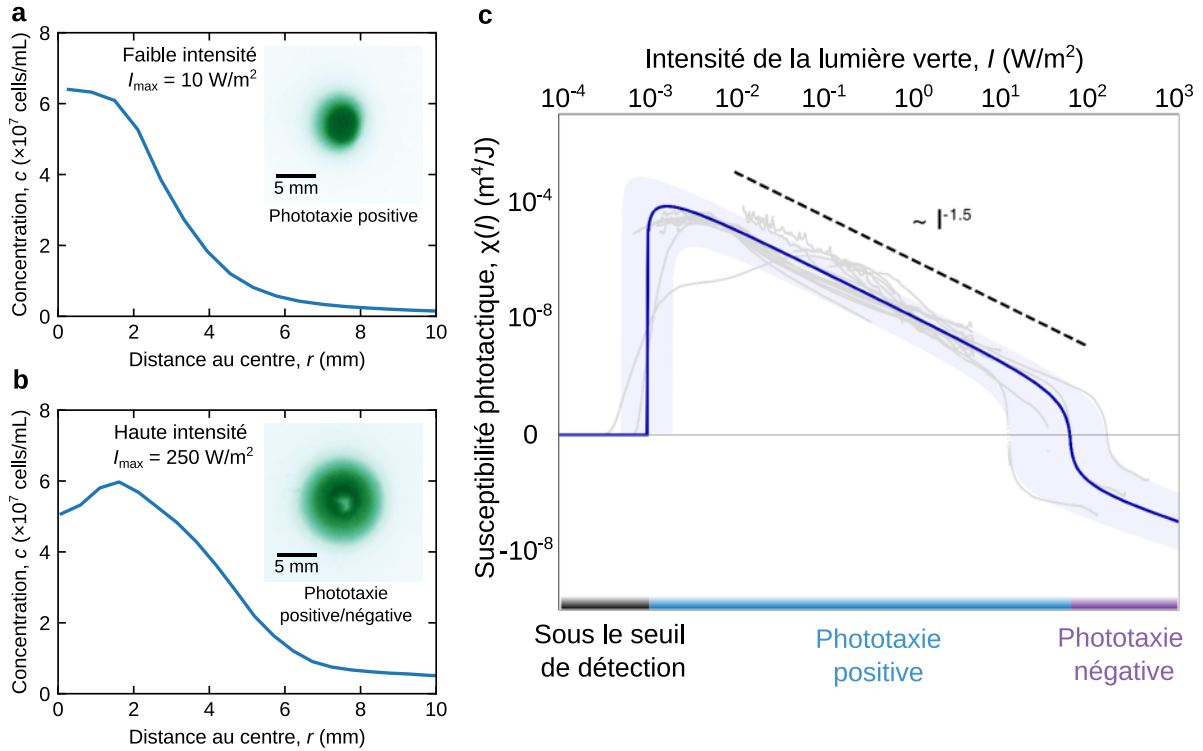 a
Faible intensité
I_max = 10 W/m²
5 mm
Phototaxie positive
Concentration, c (×10⁷ cells/mL)
8
6
4
2
0
0 2 4 6 8 10
Distance au centre, r (mm)
b
Haute intensité
I_max = 250 W/m²
5 mm
Phototaxie
positive/négative
Concentration, c (×10⁷ cells/mL)
8
6
4
2
0
0 2 4 6 8 10
Distance au centre, r (mm)
c
Intensité de la lumière verte, I (W/m²)
10⁻⁴ 10⁻³ 10⁻² 10⁻¹ 10⁰ 10¹ 10² 10³
Susceptibilité phtotactique, χ(I) (m⁴/J)
10⁻⁴
10⁻⁸
0
-10⁻⁸
~ I⁻¹·⁵
Sous le seuil
de détection
Phototaxie
positive
Phototaxie
négative